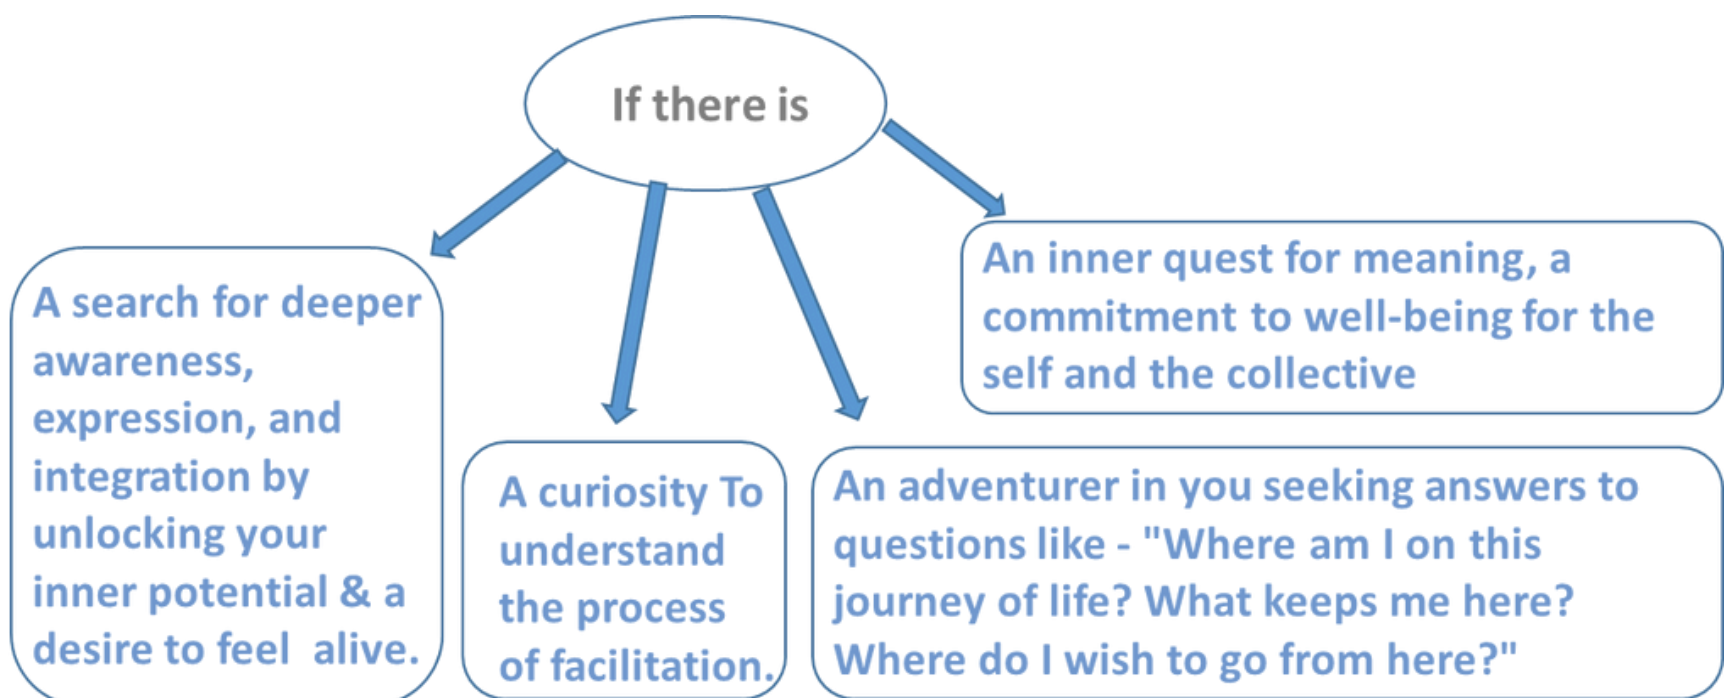 If there is
A search for deeper
awareness,
expression, and
integration by
unlocking your
inner potential & a
desire to feel  alive.
A curiosity To
understand
the process
of facilitation.
An adventurer in you seeking answers to
questions like - "Where am I on this
journey of life? What keeps me here?
Where do I wish to go from here?"
An inner quest for meaning, a
commitment to well-being for the
self and the collective